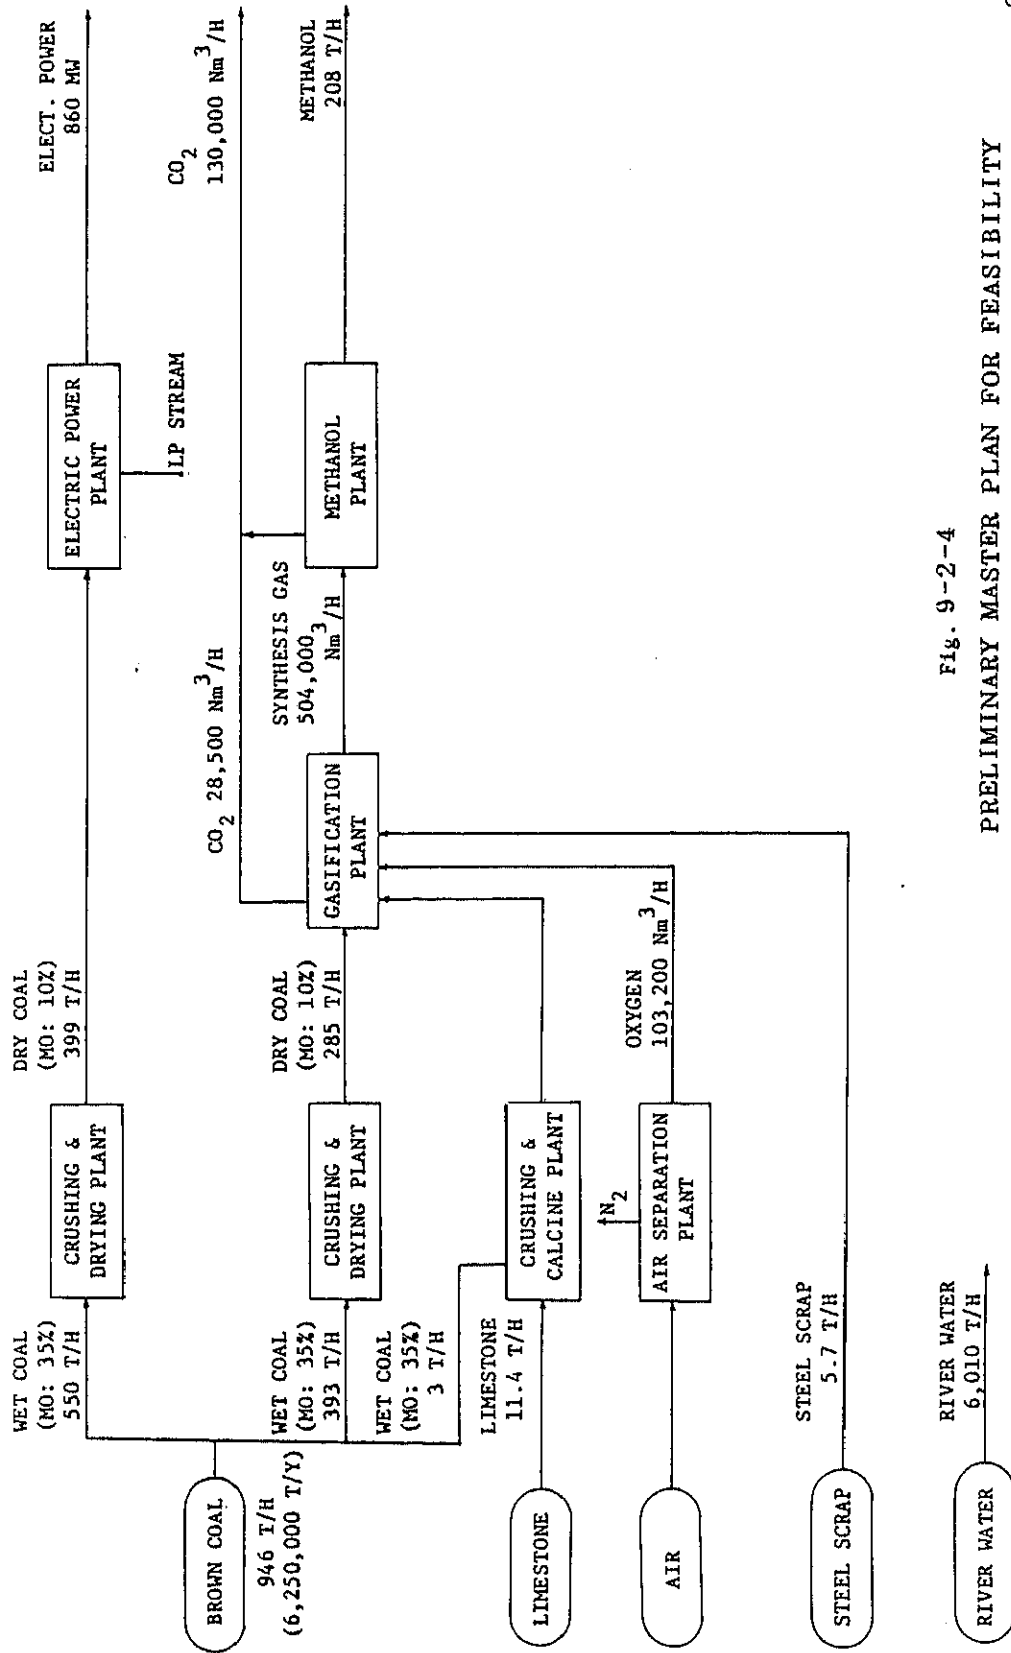 BROWN COAL
946 T/H
(6,250,000 T/Y)
WET COAL
(MO: 35%)
550 T/H
CRUSHING &
DRYING PLANT
DRY COAL
(MO: 10%)
399 T/H
ELECTRIC POWER
PLANT
LP STREAM
ELECT. POWER
860 MW
WET COAL
(MO: 35%)
393 T/H
CRUSHING &
DRYING PLANT
DRY COAL
(MO: 10%)
285 T/H
GASIFICATION
PLANT
CO2 28,500 Nm3/H
SYNTHESIS GAS
504,000
Nm3/H
METHANOL
PLANT
CO2
130,000 Nm3/H
METHANOL
208 T/H
WET COAL
(MO: 35%)
3 T/H
LIMESTONE
LIMESTONE
11.4 T/H
CRUSHING &
CALCINE PLANT
AIR
N2
AIR SEPARATION
PLANT
OXYGEN
103,200 Nm3/H
STEEL SCRAP
STEEL SCRAP
5.7 T/H
RIVER WATER
RIVER WATER
6,010 T/H
Fig. 9-2-4
PRELIMINARY MASTER PLAN FOR FEASIBILITY